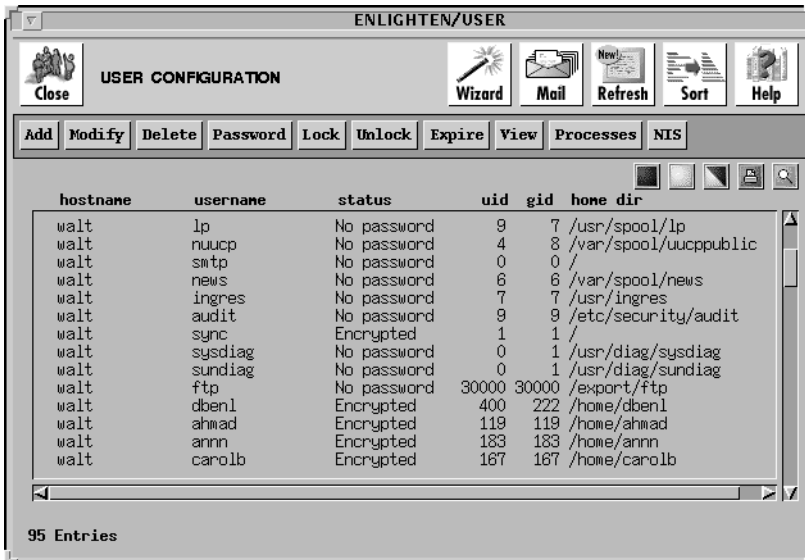 ENLIGHTEN/USER
Close
USER CONFIGURATION
Wizard
Mail
New!
Refresh
Sort
Help
Add Modify Delete Password Lock Unlock Expire View Processes NIS
hostname username status uid gid home dir
walt lp No password 9 7 /usr/spool/lp
walt nuucp No password 4 8 /var/spool/uucppublic
walt smtp No password 0 0 /
walt news No password 6 6 /var/spool/news
walt ingres No password 7 7 /usr/ingres
walt audit No password 9 9 /etc/security/audit
walt sync Encrypted 1 1 /
walt sysdiag No password 0 1 /usr/diag/sysdiag
walt sundiag No password 0 1 /usr/diag/sundiag
walt ftp No password 30000 30000 /export/ftp
walt dbenl Encrypted 400 222 /home/dbenl
walt ahmad Encrypted 119 119 /home/ahmad
walt annn Encrypted 183 183 /home/annn
walt carolb Encrypted 167 167 /home/carolb
95 Entries